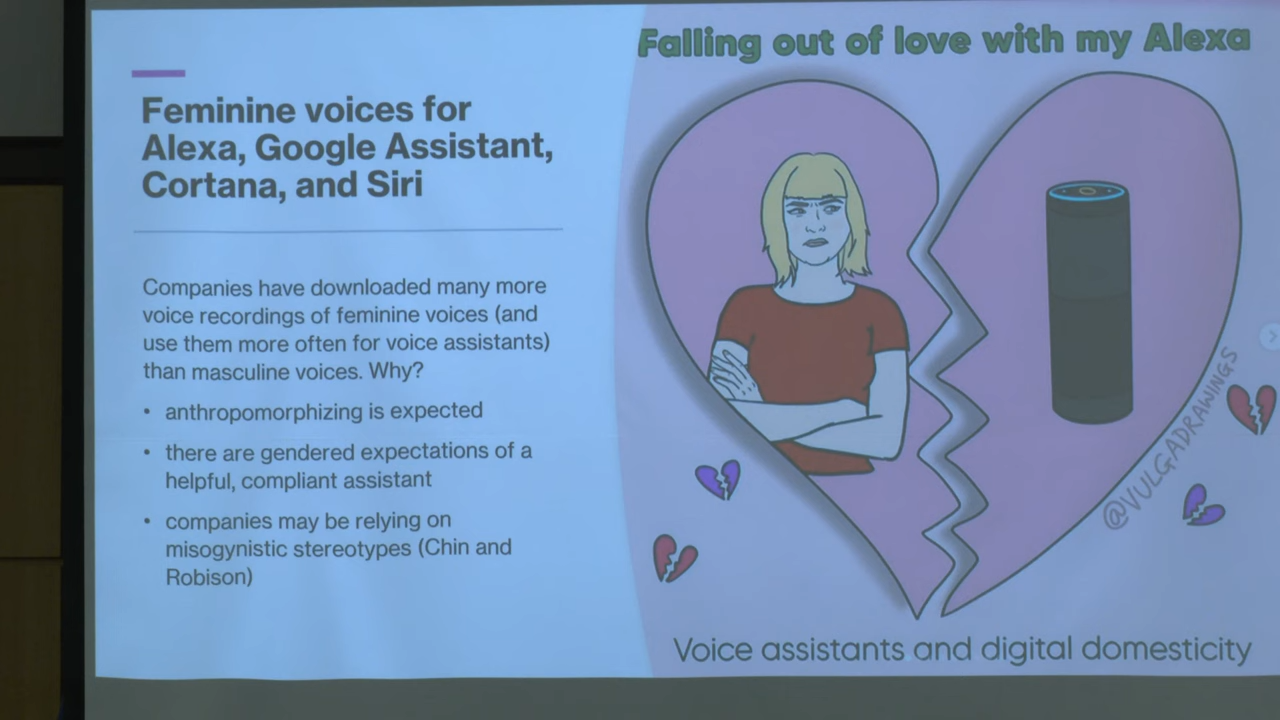 Feminine voices for
Alexa, Google Assistant,
Cortana, and Siri
Companies have downloaded many more
voice recordings of feminine voices (and
use them more often for voice assistants)
than masculine voices. Why?
• anthropomorphizing is expected
• there are gendered expectations of a
helpful, compliant assistant
• companies may be relying on
misogynistic stereotypes (Chin and
Robison)
Falling out of love with my Alexa
@VULGADRAWINGS
Voice assistants and digital domesticity